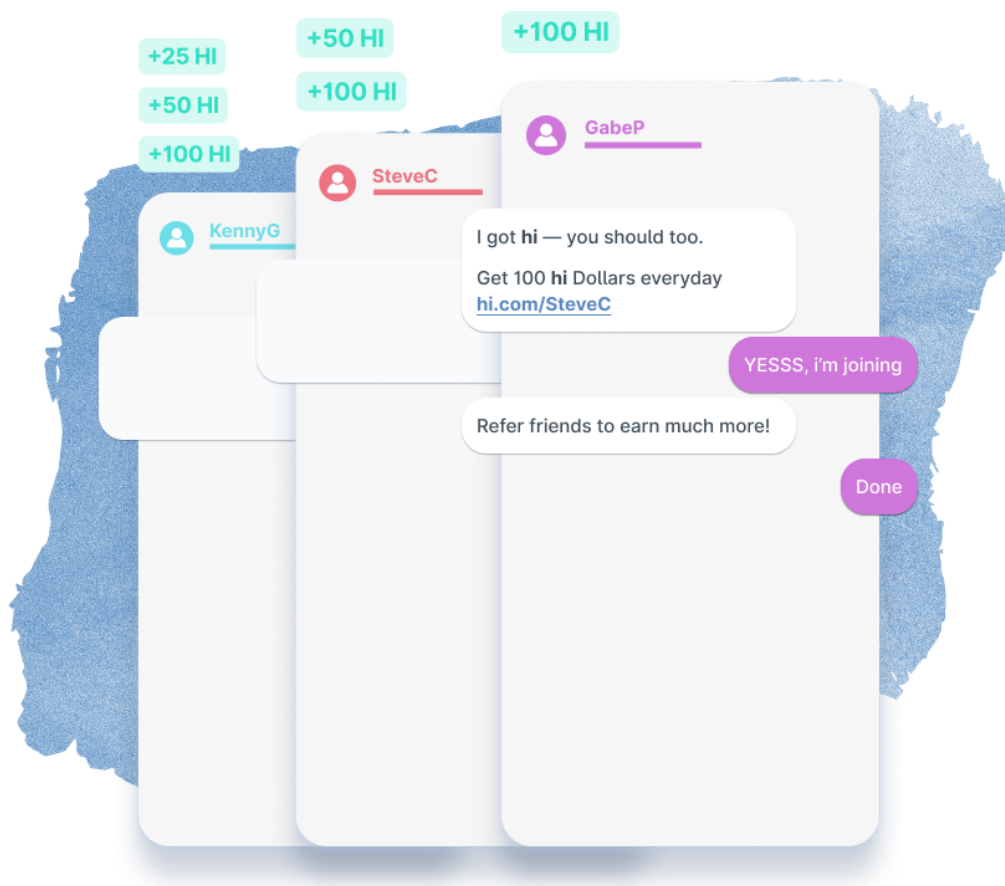 +25 HI
+50 HI
+100 HI
KennyG
+50 HI
+100 HI
SteveC
+100 HI
GabeP
I got hi — you should too.
Get 100 hi Dollars everyday
hi.com/SteveC
YESSS, i'm joining
Refer friends to earn much more!
Done